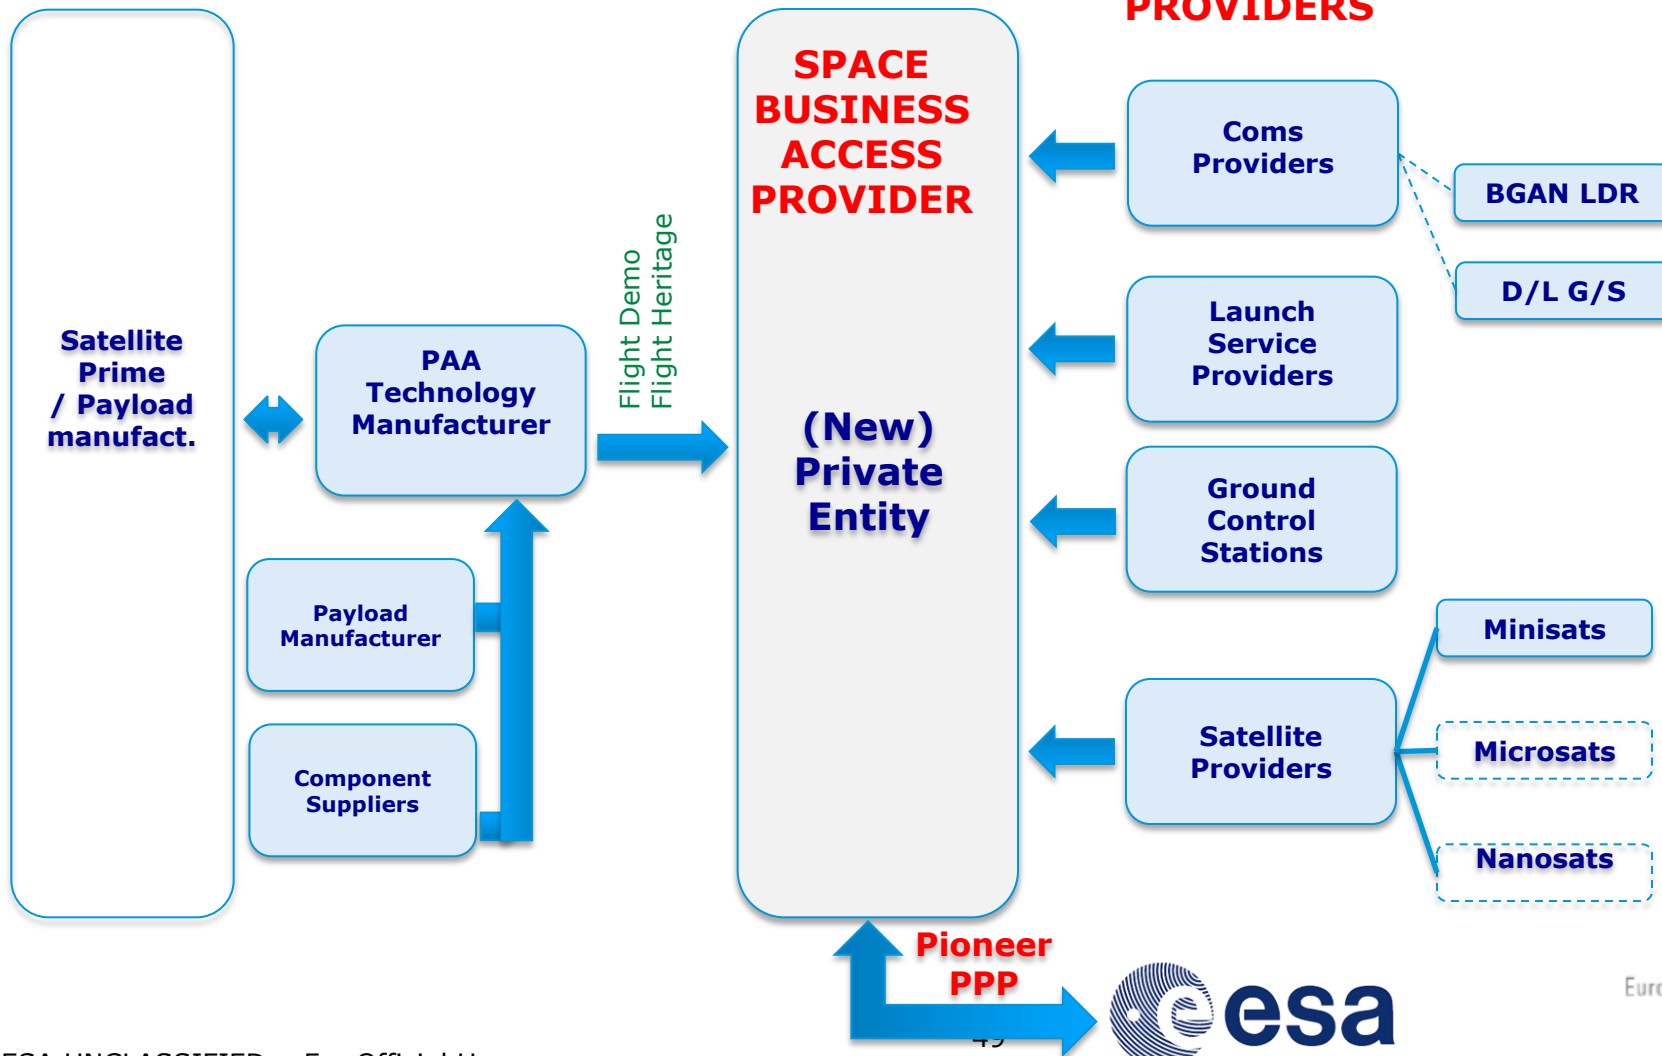 PROVIDERS
SPACE
BUSINESS
ACCESS
PROVIDER
(New)
Private
Entity
Satellite
Prime
/ Payload
manufact.
PAA
Technology
Manufacturer
Flight Demo
Flight Heritage
Payload
Manufacturer
Component
Suppliers
Coms
Providers
BGAN LDR
D/L G/S
Launch
Service
Providers
Ground
Control
Stations
Satellite
Providers
Minisats
Microsats
Nanosats
Pioneer
PPP
esa
49